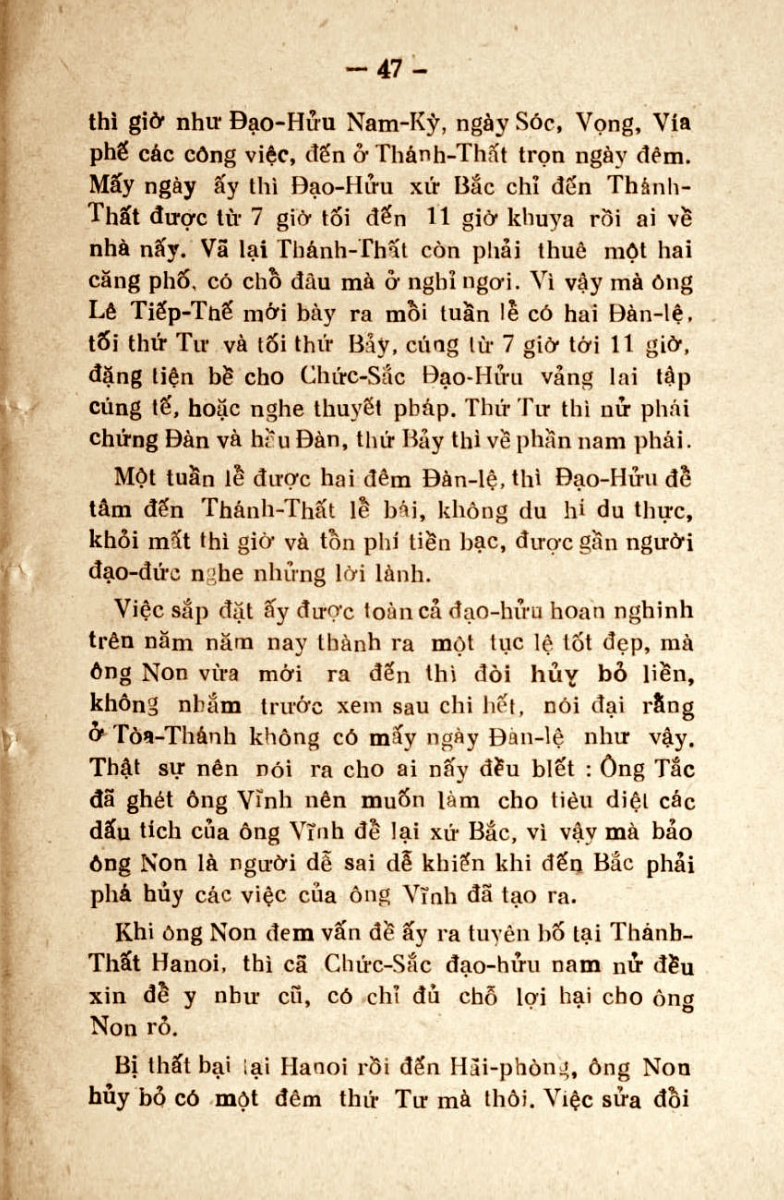 — 47 –
thì giờ như Đạo-Hửu Nam-Kỳ, ngày Sóc, Vọng, Vía
phế các công việc, đến ở Thánh-Thất trọn ngày đêm.
Mấy ngày ấy thì Đạo-Hửu xứ Bắc chỉ đến Thánh-
Thất được từ 7 giờ tối đến 11 giờ khuya rồi ai về
nhà nấy. Vã lại Thánh-Thất còn phải thuê một hai
căng phố, có chỗ đâu mà ở nghỉ ngơi. Vì vậy mà ông
Lê Tiếp-Thế mới bày ra mỗi tuần lễ có hai Đàn-lệ,
tối thứ Tư và tối thứ Bảy, cúng từ 7 giờ tới 11 giờ,
đặng tiện bề cho Chức-Sắc Đạo-Hửu vảng lai tập
cúng tế, hoặc nghe thuyết pháp. Thứ Tư thì nử phái
chứng Đàn và hầu Đàn, thứ Bảy thì về phần nam phái.
Một tuần lễ được hai đêm Đàn-lệ, thì Đạo-Hửu để
tâm đến Thánh-Thất lễ bái, không du hí du thực,
khỏi mất thì giờ và tổn phí tiền bạc, được gần người
đạo-đức nghe nhửng lời lành.
Việc sắp đặt ấy được toàn cả đạo-hửu hoan nghinh
trên năm năm nay thành ra một tục lệ tốt đẹp, mà
ông Non vừa mới ra đến thì đòi hủy bỏ liền,
không nhắm trước xem sau chi hết, nói đại rằng
ở Tòa-Thánh không có mấy ngày Đàn-lệ như vậy.
Thật sự nên nói ra cho ai nấy đều biết : Ông Tắc
đã ghét ông Vĩnh nên muốn làm cho tiêu diệt các
dấu tích của ông Vĩnh để lại xứ Bắc, vì vậy mà bảo
ông Non là người dễ sai dễ khiến khi đến Bắc phải
phá hủy các việc của ông Vĩnh đã tạo ra.
Khi ông Non đem vấn đề ấy ra tuyên bố tại Thánh-
Thất Hanoi, thì cã Chức-Sắc đạo-hửu nam nử đều
xin để y như cũ, có chỉ đủ chỗ lợi hại cho ông
Non rỏ.
Bị thất bại tại Hanoi rồi đến Hãi-phòng, ông Non
hủy bỏ có một đêm thứ Tư mà thôi. Việc sửa đổi